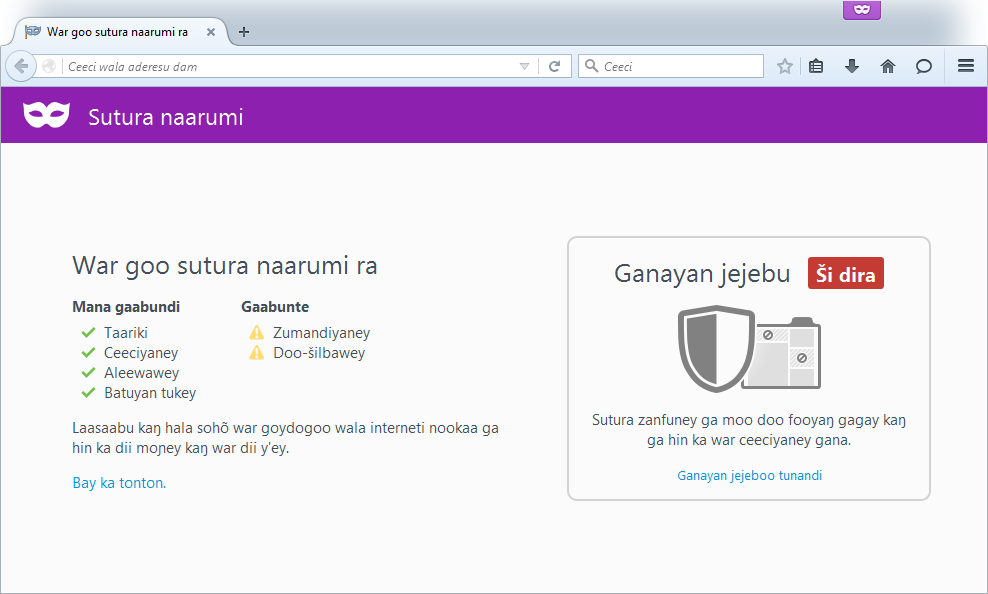 War goo sutura naarumi ra
Ceeci wala aderesu dam
Ceeci
Sutura naarumi
War goo sutura naarumi ra
Mana gaabundi
Taariki
Ceeciyaney
Aleewawey
Batuyan tukey
Gaabunte
Zumandiyaney
Doo-šilbawey
Laasaabu kaŋ hala sohõ war goydogoo wala interneti nookaa ga
hin ka dii moɲey kaŋ war dii y'ey.
Bay ka tonton.
Ganayan jejebu
Ši dira
Sutura zanfuney ga moo doo fooyaŋ gagay kaŋ
ga hin ka war ceeciyaney gana.
Ganayan jejeboo tunandi